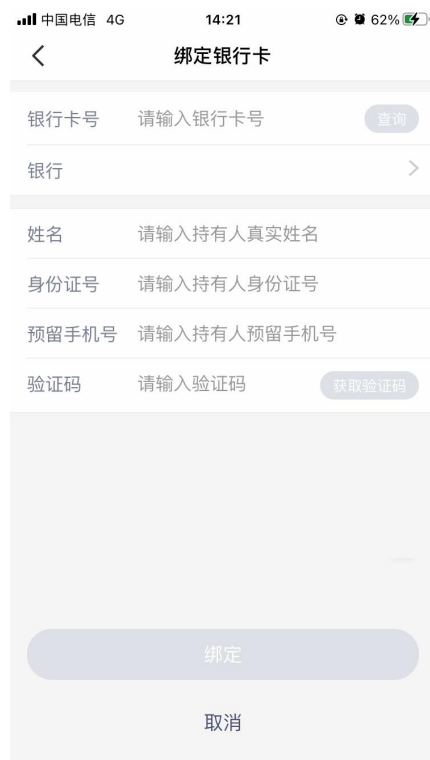 中国电信 4G 14:21 62%
绑定银行卡
银行卡号 请输入银行卡号 查询
银行
姓名 请输入持有人真实姓名
身份证号 请输入持有人身份证号
预留手机号 请输入持有人预留手机号
验证码 请输入验证码 获取验证码
绑定
取消